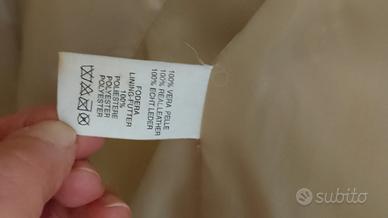 100% VERA PELLE
100% REAL LEATHER
100% ECHT LEDER
FODERA
LINING-FUTTER
100%
POLIESTERE
POLYESTER
POLYESTER
subito